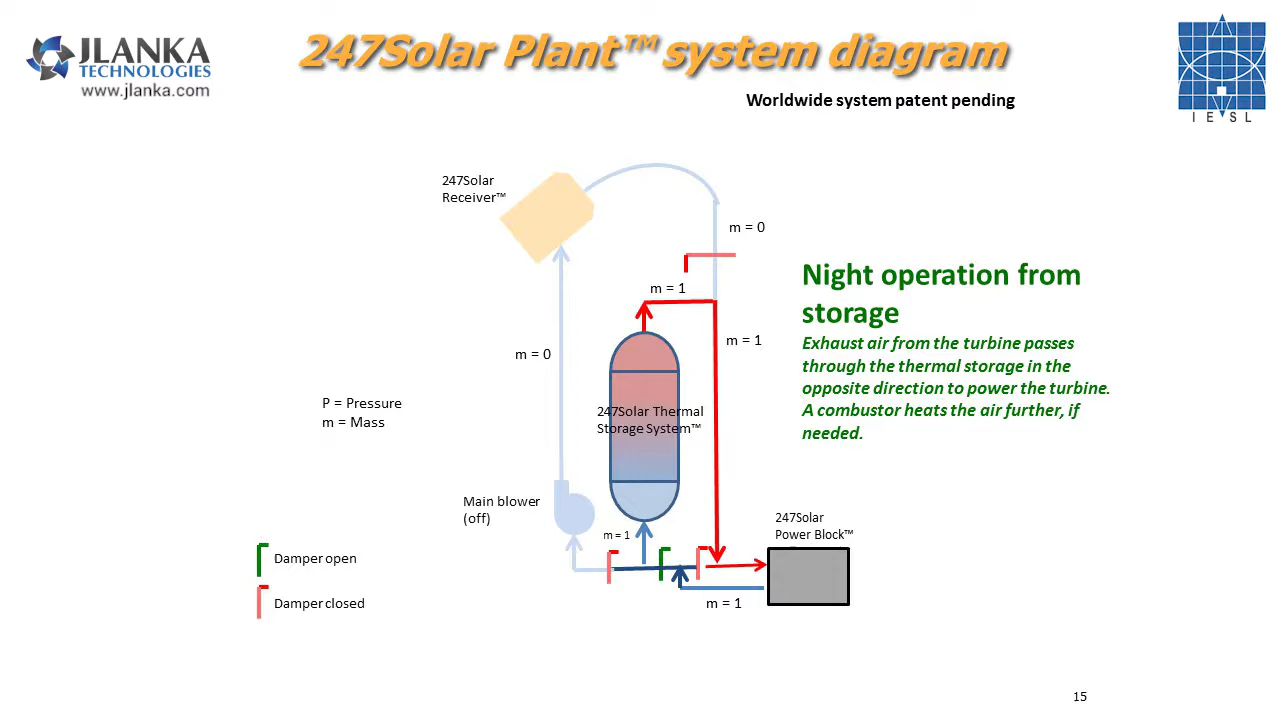 JLANKA
TECHNOLOGIES
www.jlanka.com
247Solar Plant™ system diagram
Worldwide system patent pending
I E S L
247Solar
Receiver™
m = 0
m = 1
Night operation from
storage
Exhaust air from the turbine passes
through the thermal storage in the
opposite direction to power the turbine.
A combustor heats the air further, if
needed.
m = 1
m = 0
P = Pressure
m = Mass
247Solar Thermal
Storage System™
Main blower
(off)
m = 1
247Solar
Power Block™
Damper open
Damper closed
m = 1
15